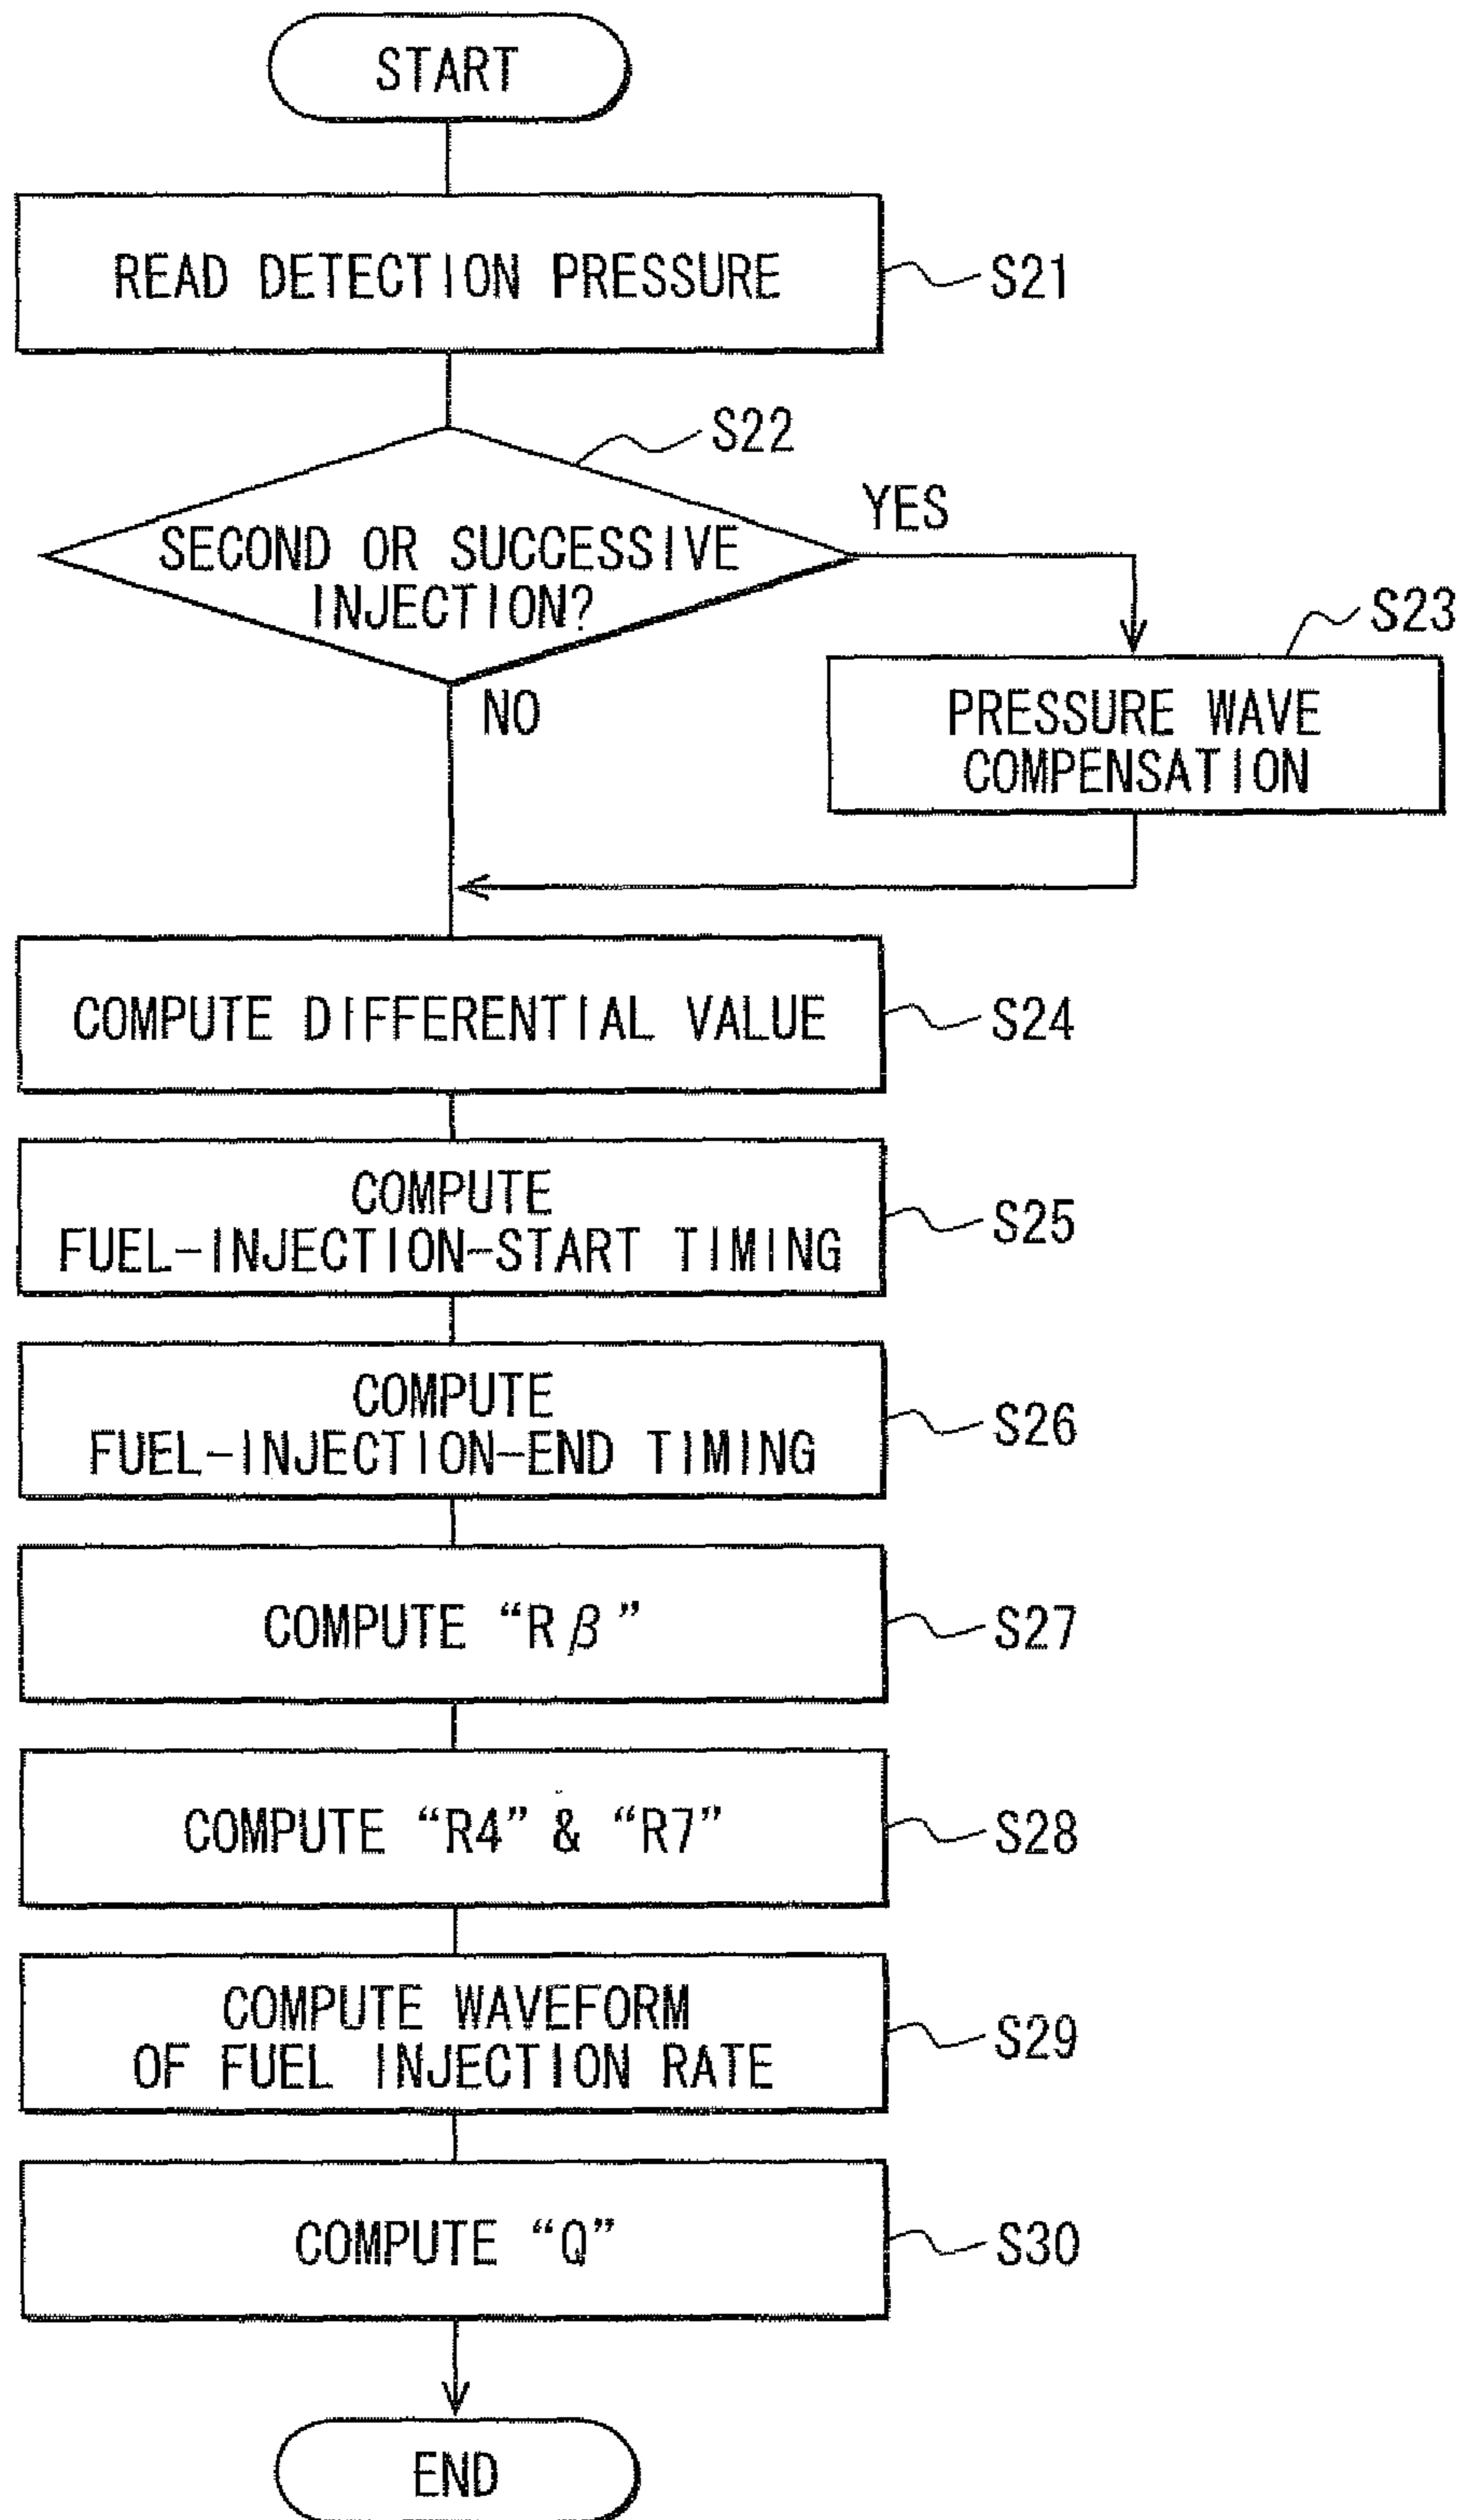 START
READ DETECTION PRESSURE
S21
S22
SECOND OR SUCCESSIVE
INJECTION?
YES
NO
S23
PRESSURE WAVE
COMPENSATION
COMPUTE DIFFERENTIAL VALUE
S24
COMPUTE
FUEL-INJECTION-START TIMING
S25
COMPUTE
FUEL-INJECTION-END TIMING
S26
COMPUTE “Rβ”
S27
COMPUTE “R4” & “R7”
S28
COMPUTE WAVEFORM
OF FUEL INJECTION RATE
S29
COMPUTE “Q”
S30
END